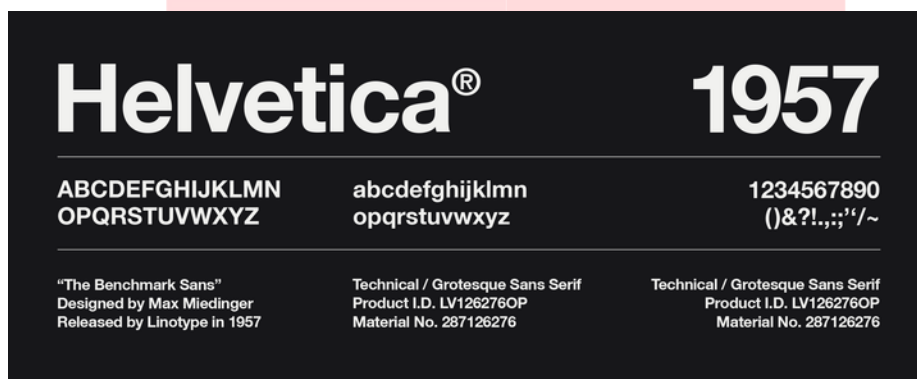 Helvetica® 1957
ABCDEFGHIJKLMN abcdefghijklmn 1234567890
OPQRSTUVWXYZ opqrstuvwxyz ()&?!.,:;’‘/~
“The Benchmark Sans”
Designed by Max Miedinger
Released by Linotype in 1957
Technical / Grotesque Sans Serif
Product I.D. LV126276OP
Material No. 287126276
Technical / Grotesque Sans Serif
Product I.D. LV126276OP
Material No. 287126276